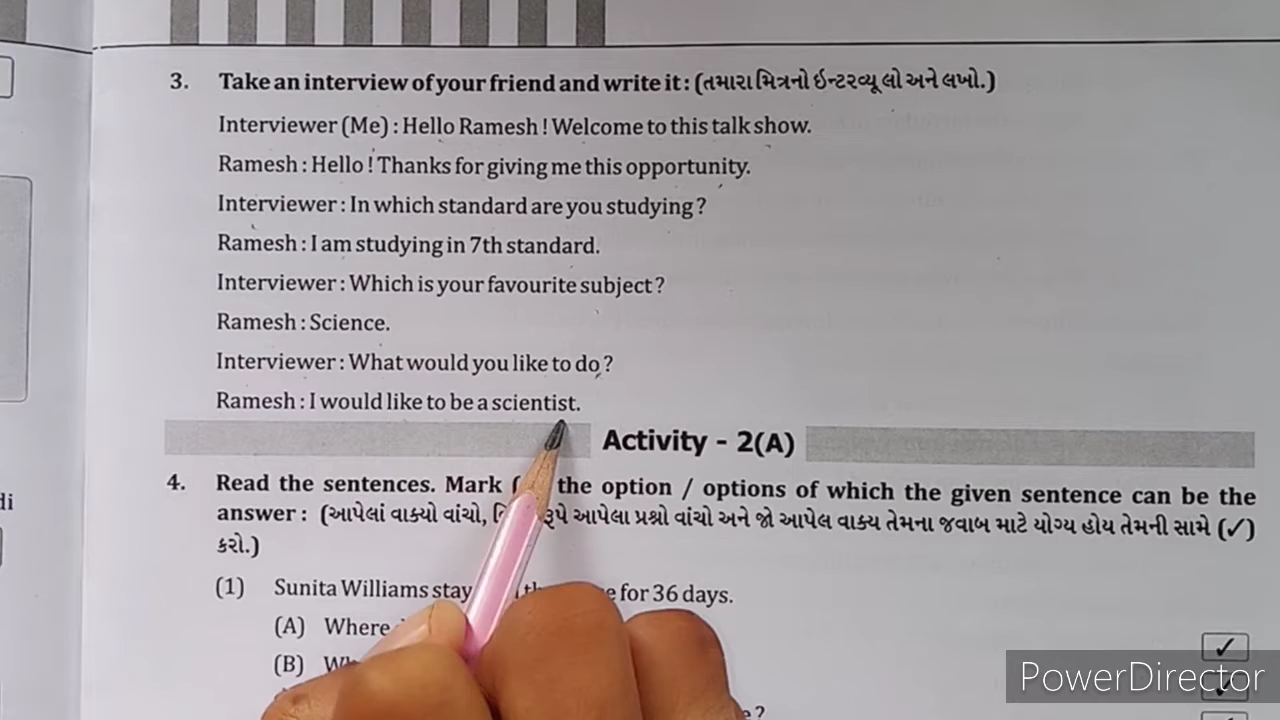 3. Take an interview of your friend and write it : (તમારા મિત્રનો ઇન્ટરવ્યૂ લો અને લખો.)
Interviewer (Me) : Hello Ramesh ! Welcome to this talk show.
Ramesh : Hello ! Thanks for giving me this opportunity.
Interviewer : In which standard are you studying ?
Ramesh : I am studying in 7th standard.
Interviewer : Which is your favourite subject ?
Ramesh : Science.
Interviewer : What would you like to do ?
Ramesh : I would like to be a scientist.
Activity - 2(A)
4. Read the sentences. Mark ( the option / options of which the given sentence can be the
answer : (આપેલાં વાક્યો વાંચો, રૂપે આપેલા પ્રશ્નો વાંચો અને જો આપેલ વાક્ય તેમના જવાબ માટે યોગ્ય હોય તેમની સામે (✓)
કરો.)
(1) Sunita Williams stay for 36 days.
(A) Where
✓
(B)
✓
?
di
PowerDirector